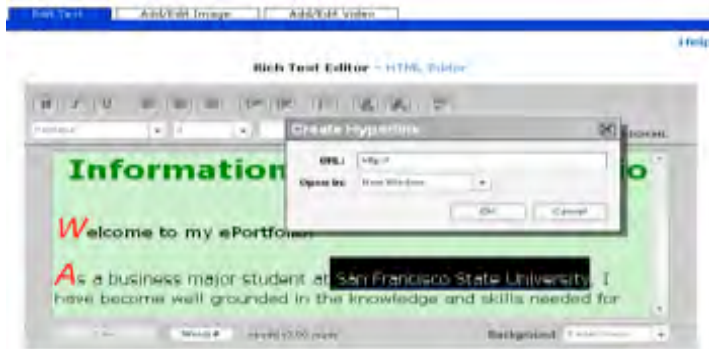 Rich Text Add/Edit Image Add/Edit Video
Help
Rich Text Editor - HTML Editor
B I U
Create Hyperlink
URL: http://
Open In: New Window
OK Cancel
Information
o
Welcome to my ePortfolio
As a business major student at San Francisco State University, I
have become well grounded in the knowledge and skills needed for
Words Background